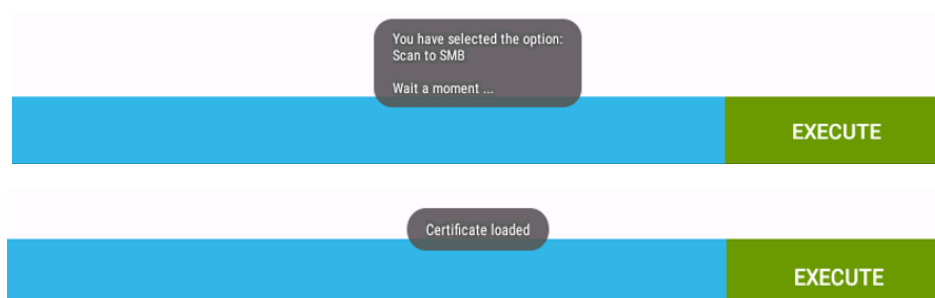 You have selected the option:
Scan to SMB
Wait a moment ...
EXECUTE
Certificate loaded
EXECUTE